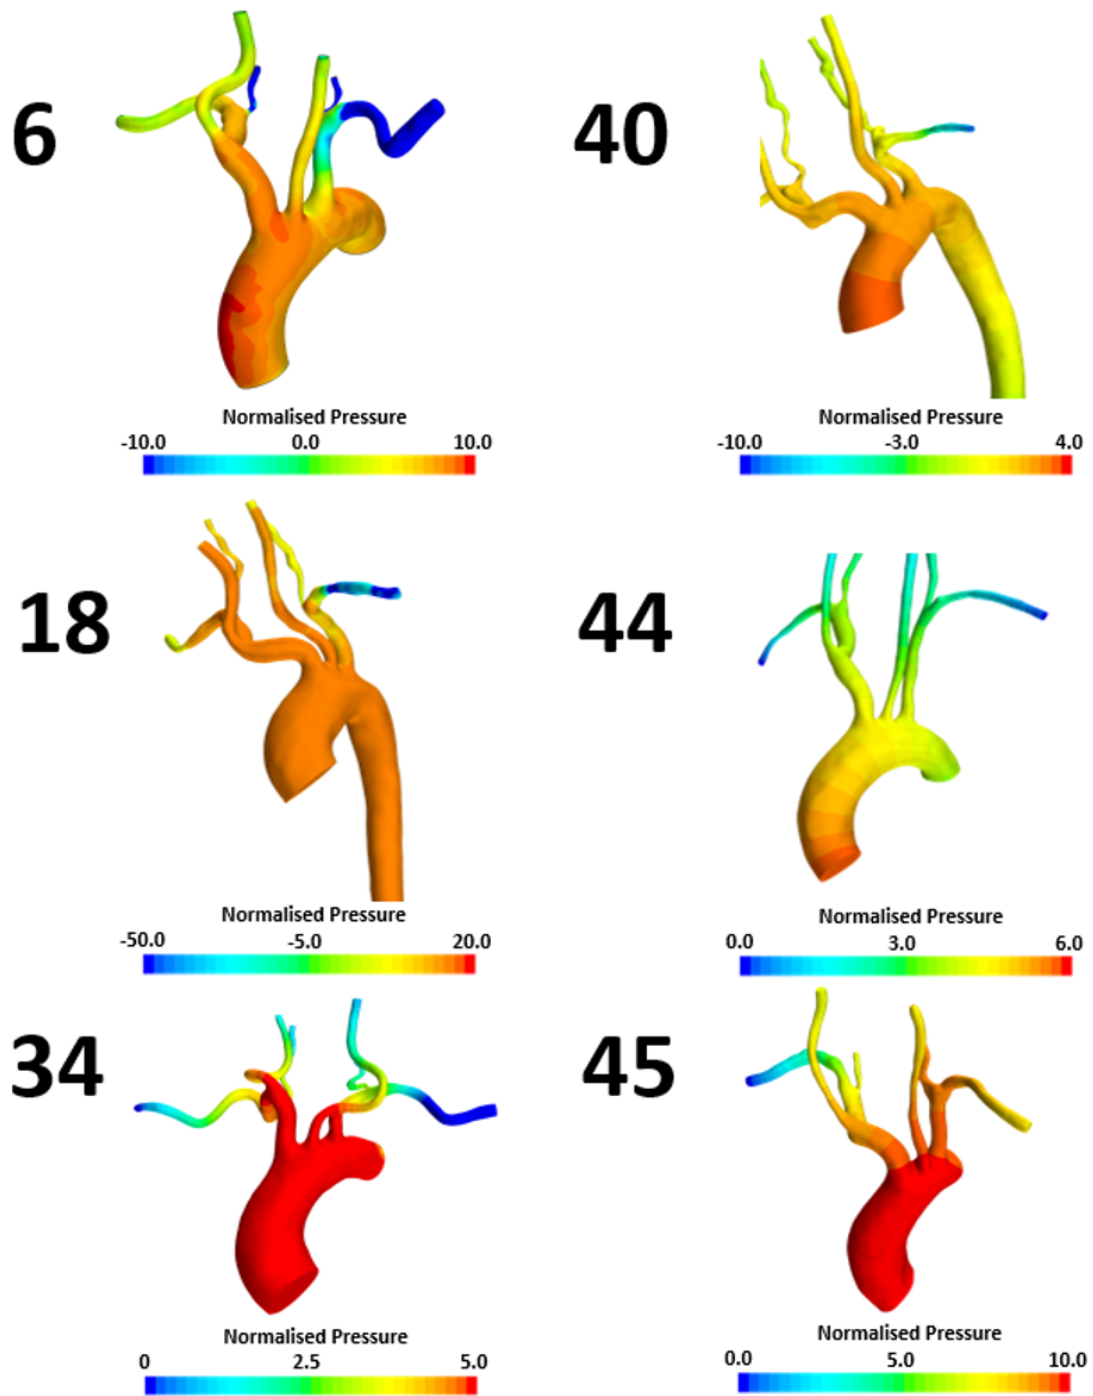 6
Normalised Pressure
-10.0 0.0 10.0
40
Normalised Pressure
-10.0 -3.0 4.0
18
Normalised Pressure
-50.0 -5.0 20.0
44
Normalised Pressure
0.0 3.0 6.0
34
Normalised Pressure
0 2.5 5.0
45
Normalised Pressure
0.0 5.0 10.0